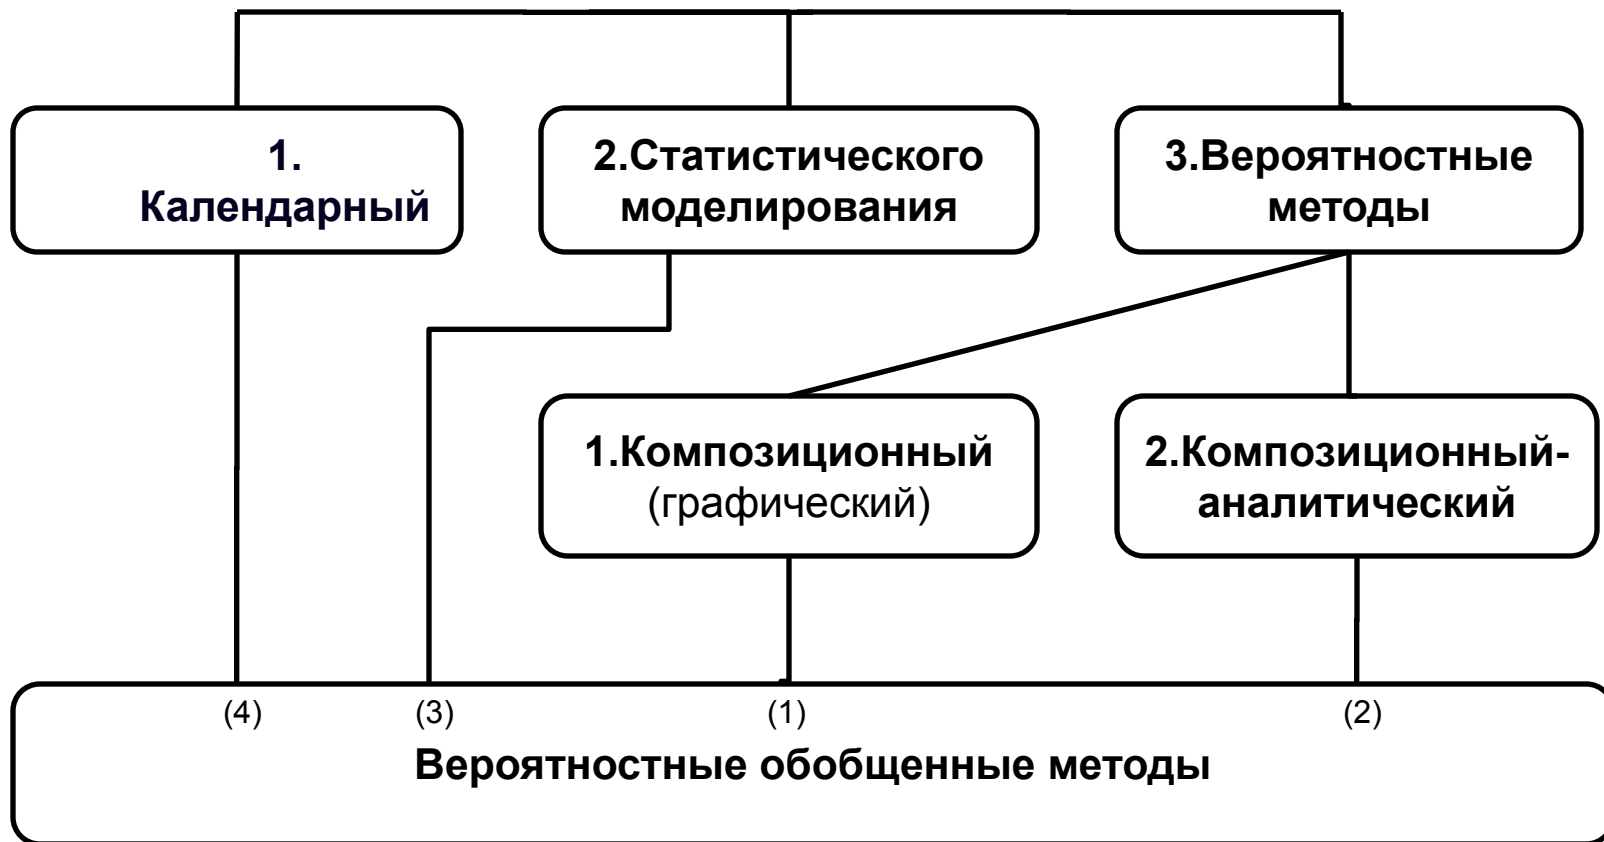 1.
Календарный
2.Статистического
моделирования
3.Вероятностные
методы
1.Композиционный
(графический)
2.Композиционный-
аналитический
(4) (3) (1) (2)
Вероятностные обобщенные методы